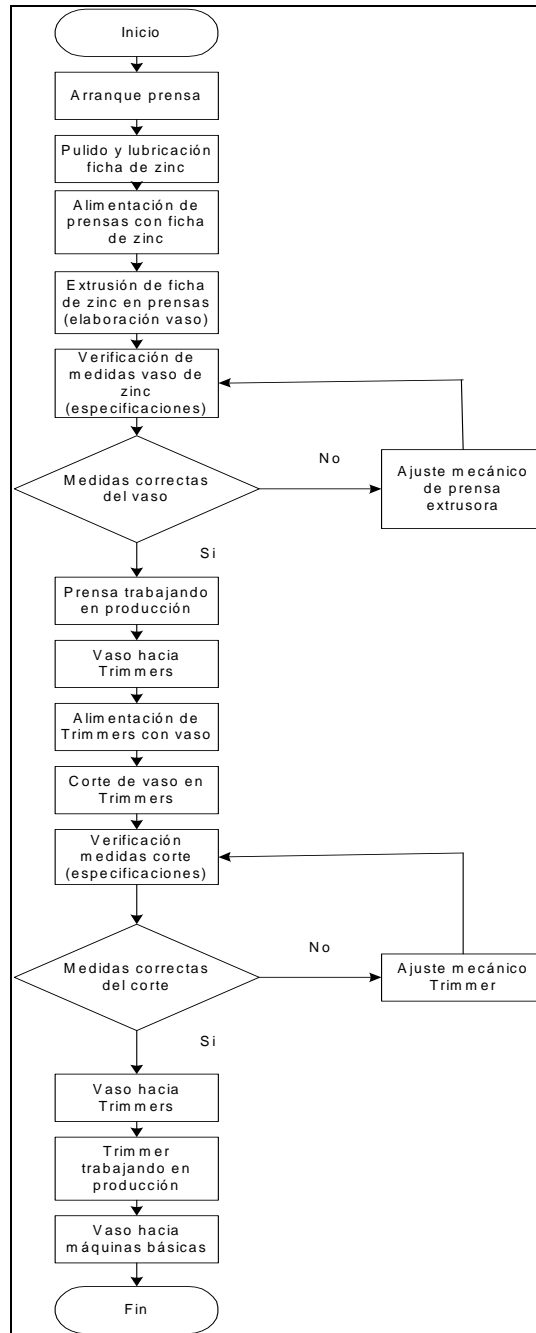 Inicio
Arranque prensa
Pulido y lubricación
ficha de zinc
Alimentación de
prensas con ficha
de zinc
Extrusión de ficha
de zinc en prensas
(elaboración vaso)
Verificación de
medidas vaso de
zinc
(especificaciones)
Medidas correctas
del vaso
No
Ajuste mecánico
de prensa
extrusora
Si
Prensa trabajando
en producción
Vaso hacia
Trimmers
Alimentación de
Trimmers con vaso
Corte de vaso en
Trimmers
Verificación
medidas corte
(especificaciones)
Medidas correctas
del corte
No
Ajuste mecánico
Trimmer
Si
Vaso hacia
Trimmers
Trimmer
trabajando en
producción
Vaso hacia
máquinas básicas
Fin